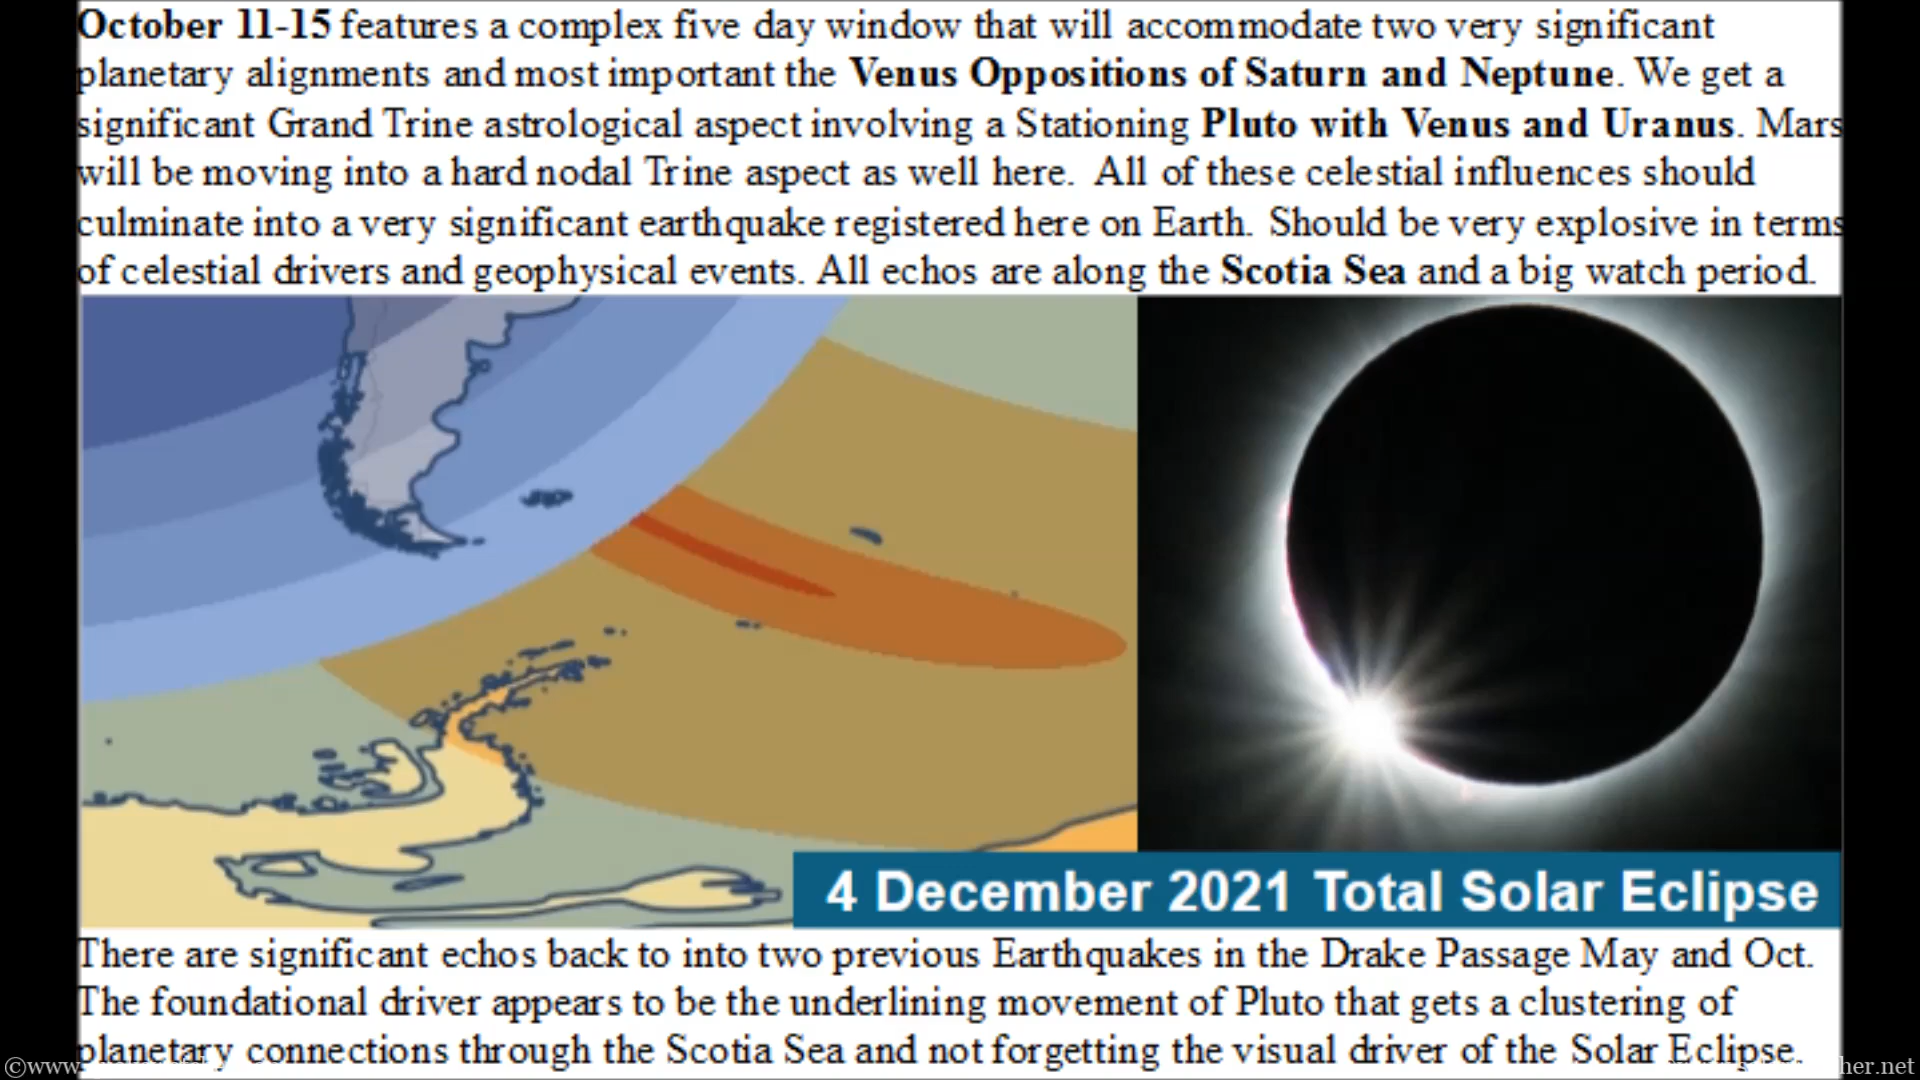 October 11-15 features a complex five day window that will accommodate two very significant
planetary alignments and most important the Venus Oppositions of Saturn and Neptune. We get a
significant Grand Trine astrological aspect involving a Stationing Pluto with Venus and Uranus. Mars
will be moving into a hard nodal Trine aspect as well here. All of these celestial influences should
culminate into a very significant earthquake registered here on Earth. Should be very explosive in terms
of celestial drivers and geophysical events. All echos are along the Scotia Sea and a big watch period.
4 December 2021 Total Solar Eclipse
There are significant echos back to into two previous Earthquakes in the Drake Passage May and Oct.
The foundational driver appears to be the underlining movement of Pluto that gets a clustering of
planetary connections through the Scotia Sea and not forgetting the visual driver of the Solar Eclipse.